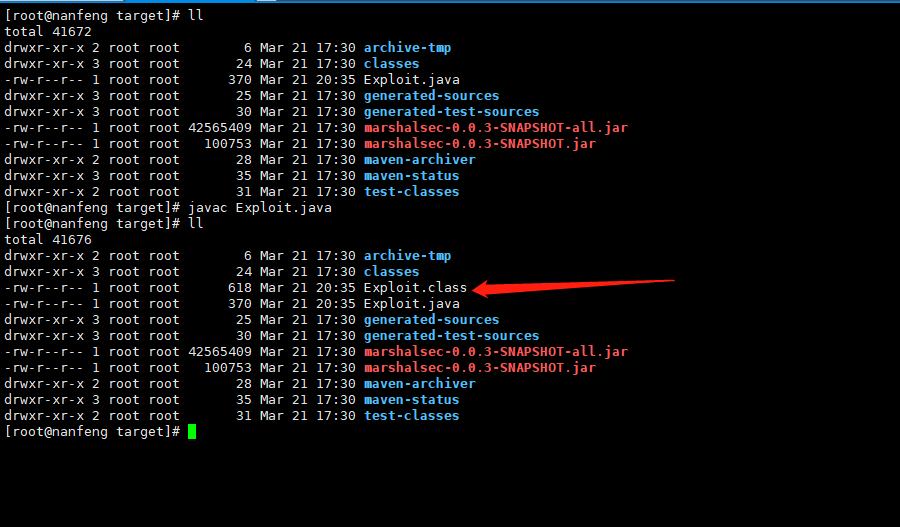 [root@nanfeng target]# ll
total 41672
drwxr-xr-x 2 root root        6 Mar 21 17:30 archive-tmp
drwxr-xr-x 3 root root       24 Mar 21 17:30 classes
-rw-r--r-- 1 root root      370 Mar 21 20:35 Exploit.java
drwxr-xr-x 3 root root       25 Mar 21 17:30 generated-sources
drwxr-xr-x 3 root root       30 Mar 21 17:30 generated-test-sources
-rw-r--r-- 1 root root 42565409 Mar 21 17:30 marshalsec-0.0.3-SNAPSHOT-all.jar
-rw-r--r-- 1 root root   100753 Mar 21 17:30 marshalsec-0.0.3-SNAPSHOT.jar
drwxr-xr-x 2 root root       28 Mar 21 17:30 maven-archiver
drwxr-xr-x 3 root root       35 Mar 21 17:30 maven-status
drwxr-xr-x 2 root root       31 Mar 21 17:30 test-classes
[root@nanfeng target]# javac Exploit.java
[root@nanfeng target]# ll
total 41676
drwxr-xr-x 2 root root        6 Mar 21 17:30 archive-tmp
drwxr-xr-x 3 root root       24 Mar 21 17:30 classes
-rw-r--r-- 1 root root      618 Mar 21 20:35 Exploit.class
-rw-r--r-- 1 root root      370 Mar 21 20:35 Exploit.java
drwxr-xr-x 3 root root       25 Mar 21 17:30 generated-sources
drwxr-xr-x 3 root root       30 Mar 21 17:30 generated-test-sources
-rw-r--r-- 1 root root 42565409 Mar 21 17:30 marshalsec-0.0.3-SNAPSHOT-all.jar
-rw-r--r-- 1 root root   100753 Mar 21 17:30 marshalsec-0.0.3-SNAPSHOT.jar
drwxr-xr-x 2 root root       28 Mar 21 17:30 maven-archiver
drwxr-xr-x 3 root root       35 Mar 21 17:30 maven-status
drwxr-xr-x 2 root root       31 Mar 21 17:30 test-classes
[root@nanfeng target]#